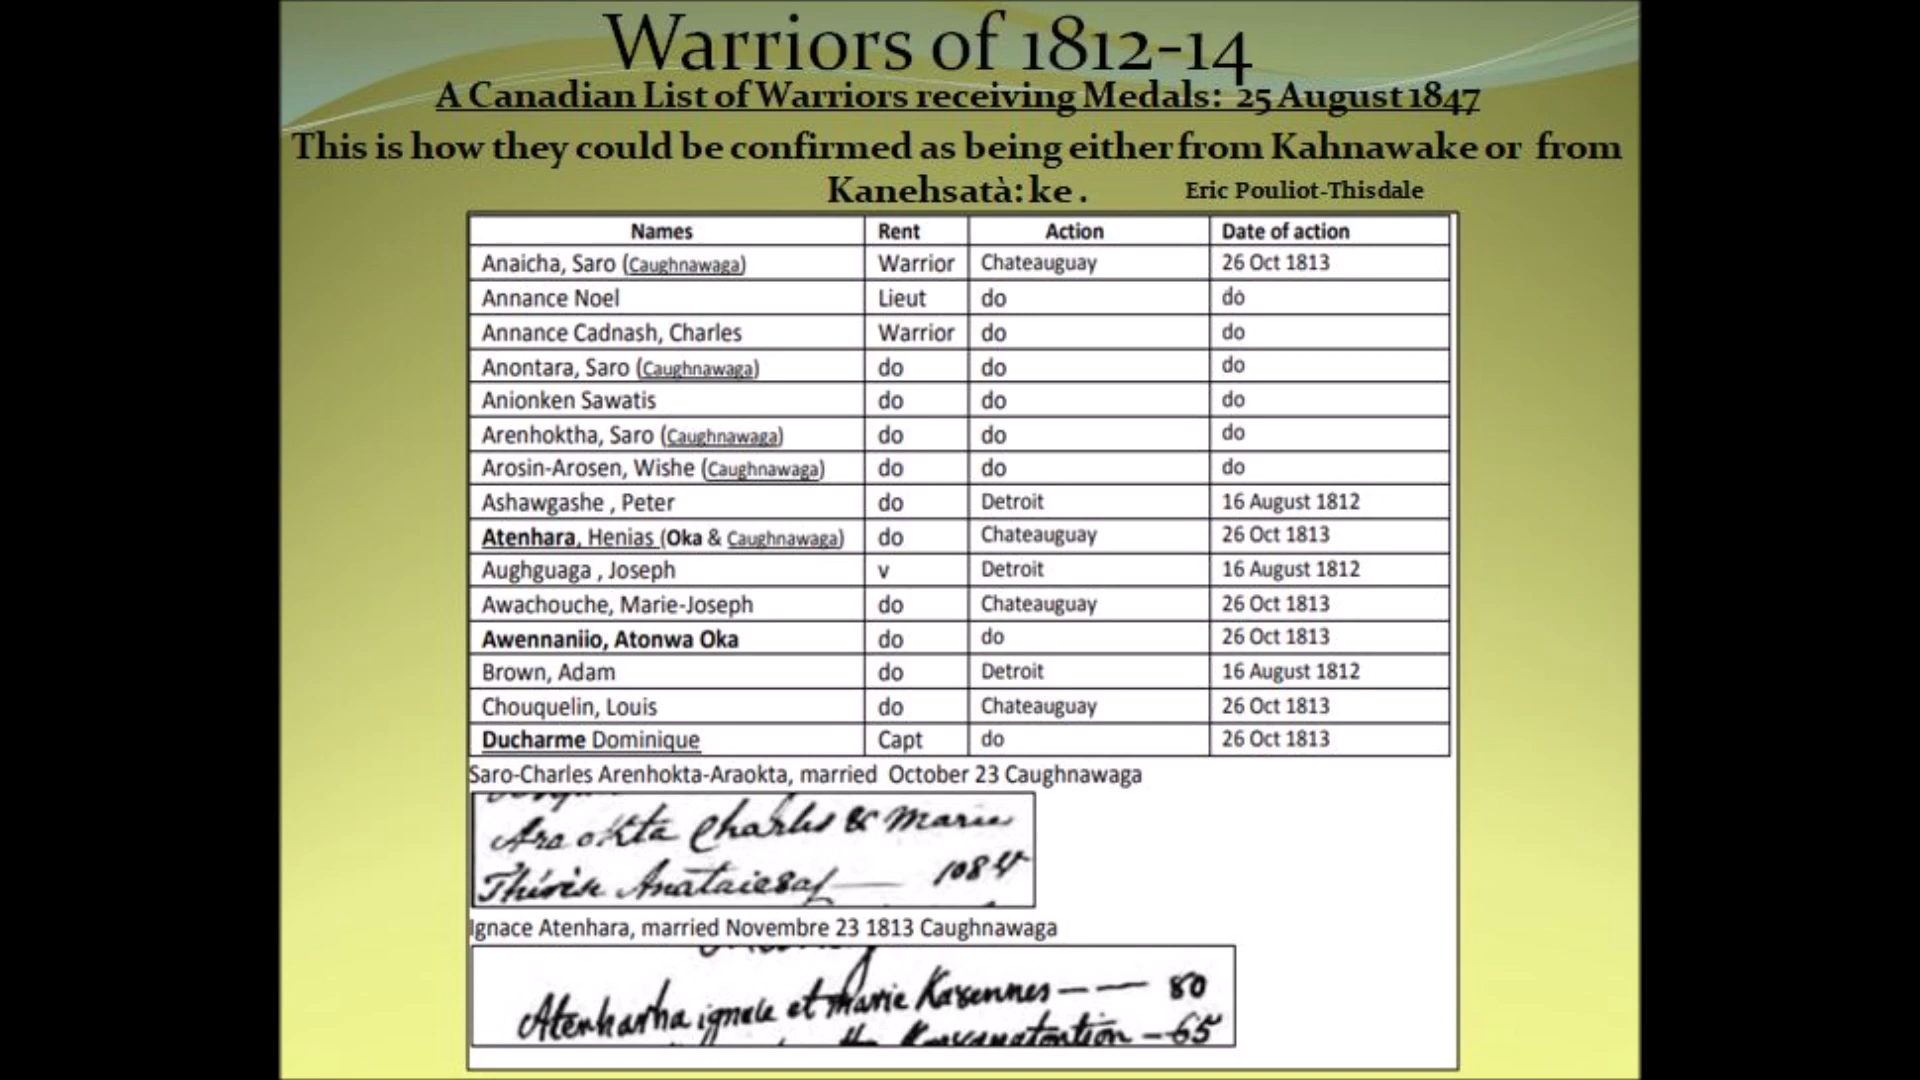 Warriors of 1812-14
A Canadian List of Warriors receiving Medals: 25 August 1847
This is how they could be confirmed as being either from Kahnawake or from
Kanehsatà:ke . Eric Pouliot-Thisdale
Names Rent Action Date of action
Anaicha, Saro (Caughnawaga) Warrior Chateauguay 26 Oct 1813
Annance Noel Lieut do do
Annance Cadnash, Charles Warrior do do
Anontara, Saro (Caughnawaga) do do do
Anionken Sawatis do do do
Arenhoktha, Saro (Caughnawaga) do do do
Arosin-Arosen, Wishe (Caughnawaga) do do do
Ashawgashe , Peter do Detroit 16 August 1812
Atenhara, Henias (Oka & Caughnawaga) do Chateauguay 26 Oct 1813
Aughguaga , Joseph v Detroit 16 August 1812
Awachouche, Marie-Joseph do Chateauguay 26 Oct 1813
Awennaniio, Atonwa Oka do do 26 Oct 1813
Brown, Adam do Detroit 16 August 1812
Chouquelin, Louis do Chateauguay 26 Oct 1813
Ducharme Dominique Capt do 26 Oct 1813
Saro-Charles Arenhokta-Araokta, married October 23 Caughnawaga
Araokta Charles & Marie
Thérèse
Ignace Atenhara, married Novembre 23 1813 Caughnawaga
Atenhartha ignace et Marie Kasennes — — 80
— 65